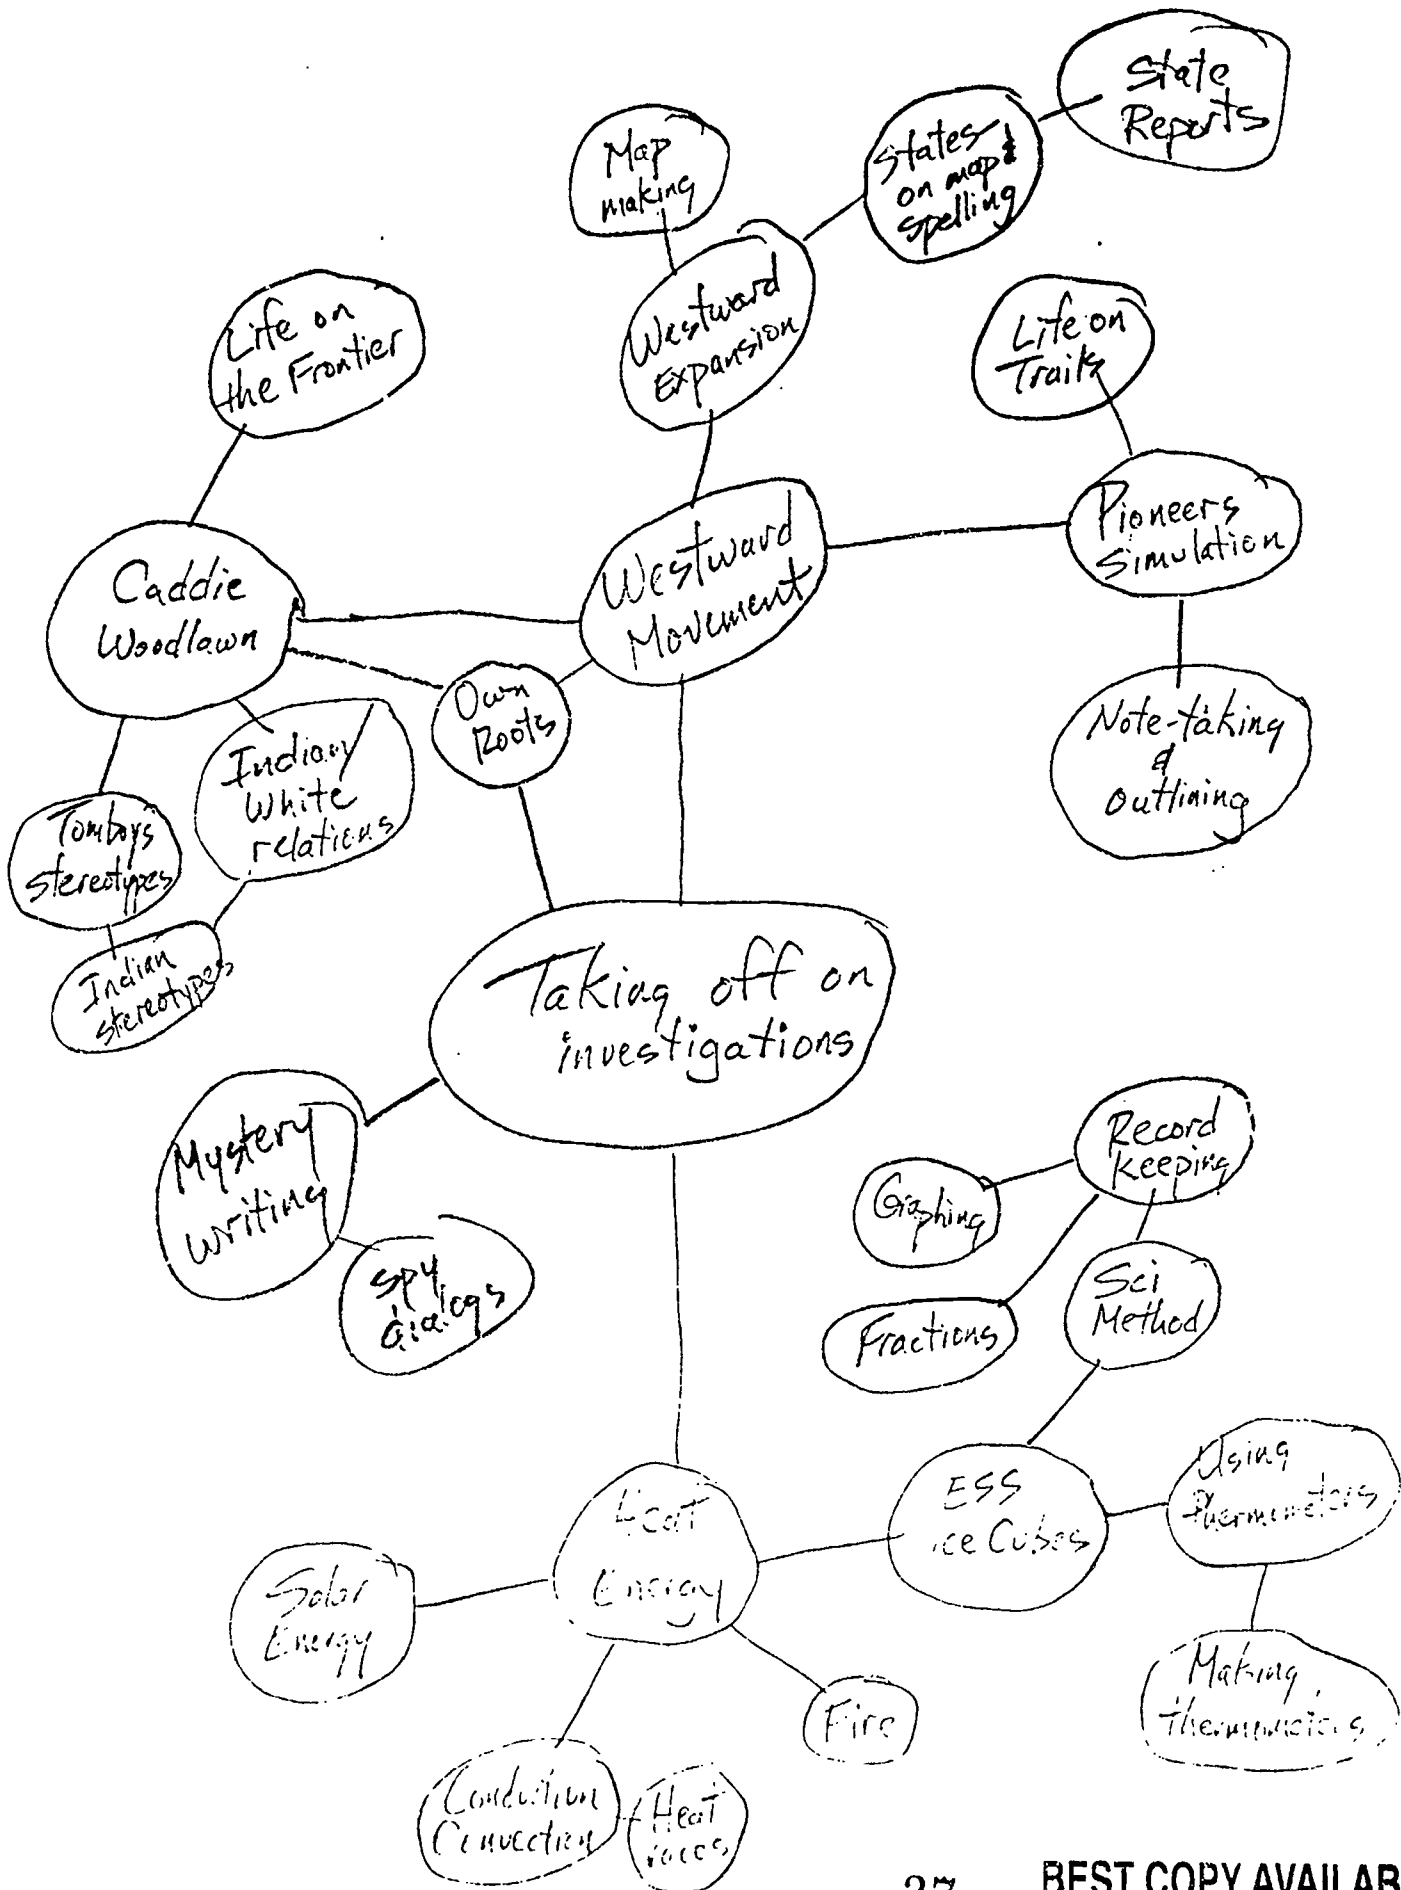 State
Reports
Map
making
States
on map &
spelling
Westward
Expansion
Life on
the Frontier
Life on
Trails
Pioneers
Simulation
Caddie
Woodlawn
Westward
Movement
Own
Roots
Note-taking
&
Outlining
Indian/
White
relations
Tomboys
stereotypes
Indian
stereotypes
Taking off on
investigations
Mystery
writing
Spy
dialogs
Record
keeping
Graphing
Sci
Method
Fractions
Heat
Energy
ESS
Ice Cubes
Using
thermometers
Solar
Energy
Making
thermometers
Fire
Conduction
Convection
Heat
races
27
BEST COPY AVAILAB